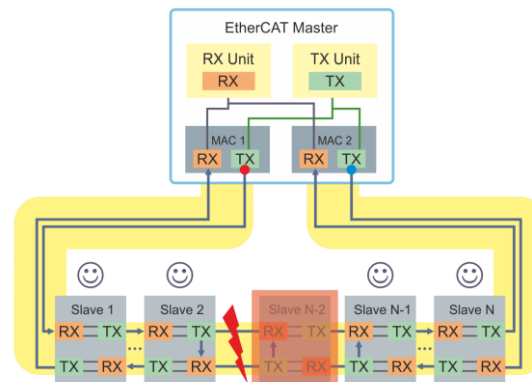 EtherCAT Master
RX Unit
TX Unit
RX
TX
MAC 1
MAC 2
RX
TX
RX
TX
Slave 1
Slave 2
Slave N-2
Slave N-1
Slave N
RX
TX
RX
TX
RX
TX
RX
TX
RX
TX
...
...
TX
RX
TX
RX
TX
RX
TX
RX
TX
RX